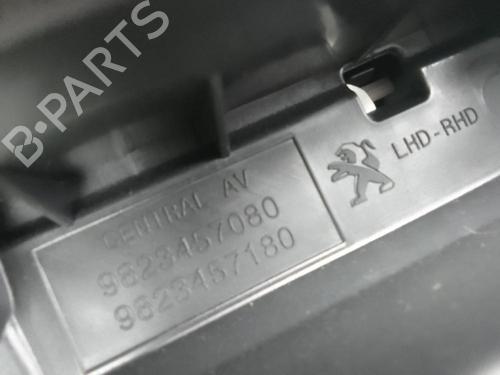 B-PARTS
LHD-RHD
CENTRAL AV
9823457080
9823457180